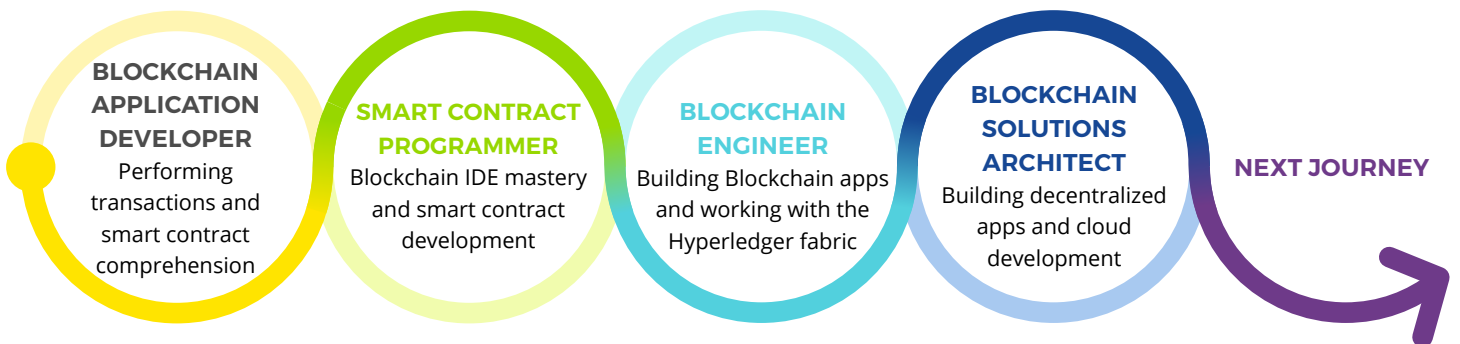 BLOCKCHAIN
APPLICATION
DEVELOPER
Performing
transactions and
smart contract
comprehension
SMART CONTRACT
PROGRAMMER
Blockchain IDE mastery
and smart contract
development
BLOCKCHAIN
ENGINEER
Building Blockchain apps
and working with the
Hyperledger fabric
BLOCKCHAIN
SOLUTIONS
ARCHITECT
Building decentralized
apps and cloud
development
NEXT JOURNEY